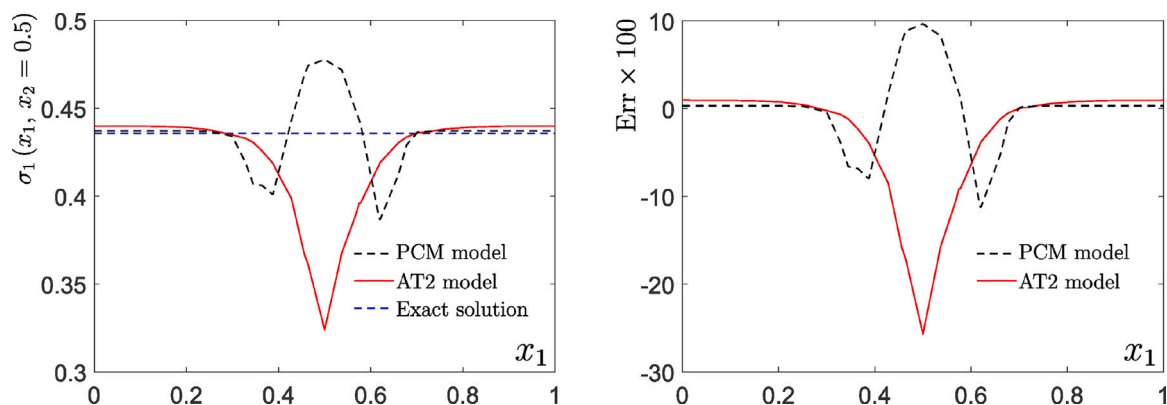 0.5
0.45
0.4
0.35
0.3
σ₁ (x₁, x₂ = 0.5)
PCM model
AT2 model
Exact solution
x₁
0 0.2 0.4 0.6 0.8 1
10
0
-10
-20
-30
Err × 100
PCM model
AT2 model
x₁
0 0.2 0.4 0.6 0.8 1